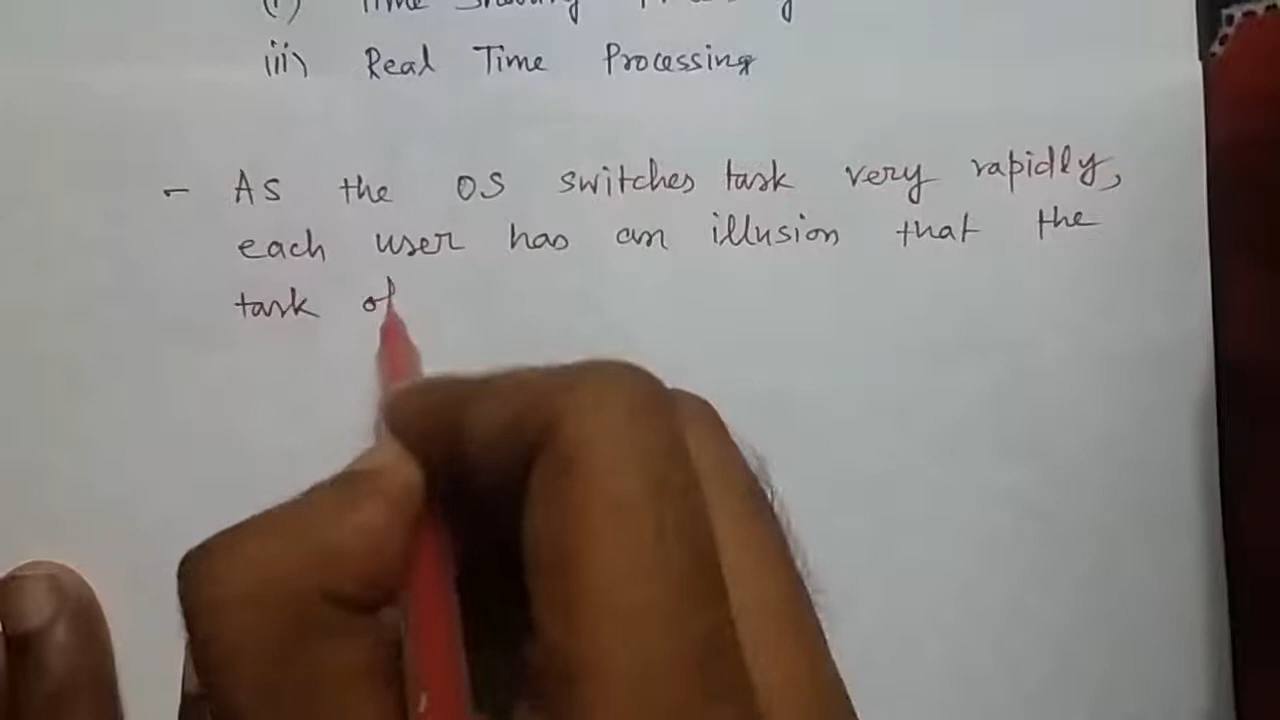 iii) Real Time Processing
- As the OS switches task very rapidly,
each user has an illusion that the
task of